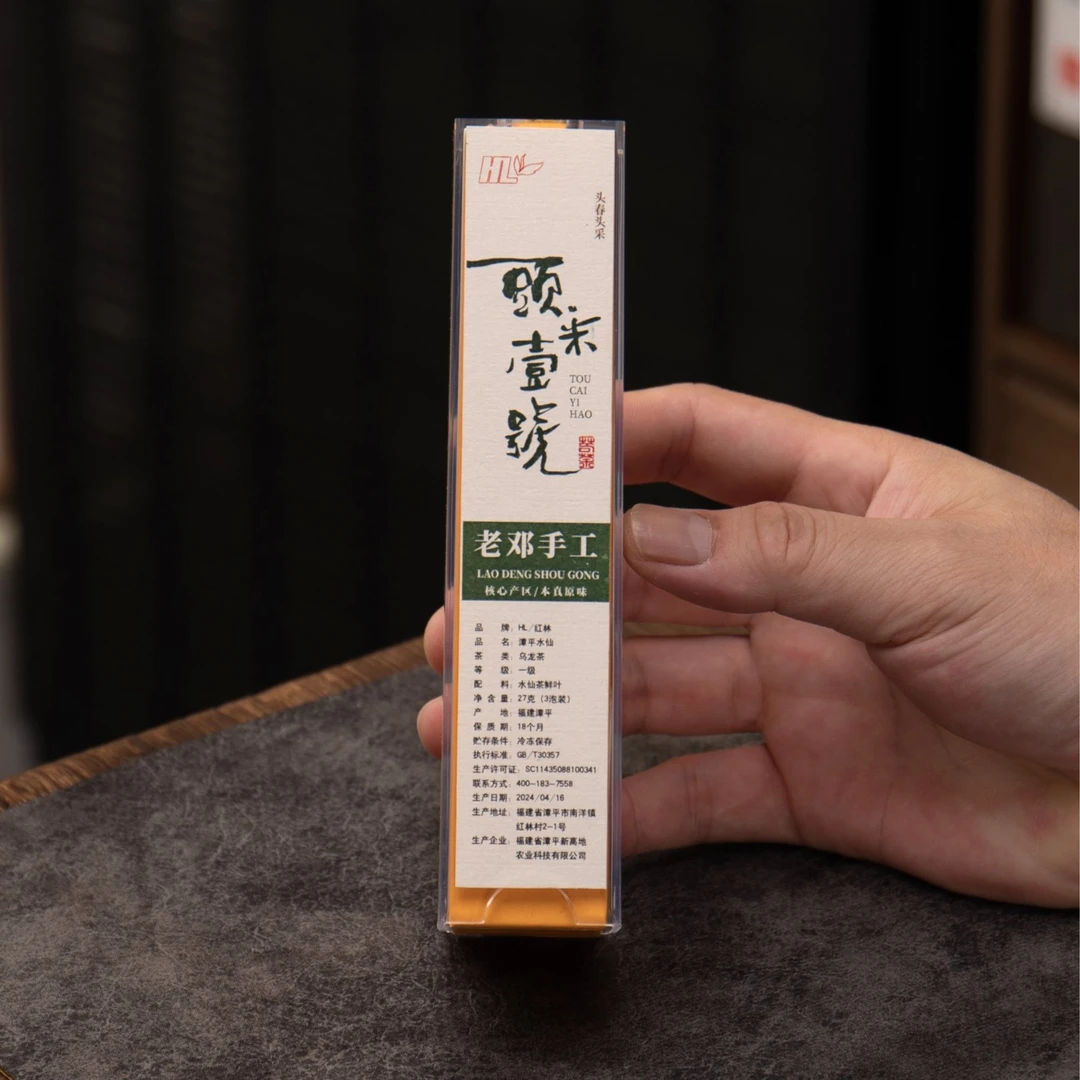 HL
头春头采
頭采壹號
TOU
CAI
YI
HAO
老邓手工
LAO DENG SHOU GONG
核心产区/本真原味
品牌：HL/红林
品名：漳平水仙
茶类：乌龙茶
等级：一级
配料：水仙茶鲜叶
净含量：27克（3泡装）
产地：福建漳平
保质期：18个月
贮存条件：冷冻保存
执行标准：GB/T30357
生产许可证：SC11435088100341
联系方式：400-183-7558
生产日期：2024/04/16
生产地址：福建省漳平市南洋镇
红林村2-1号
生产企业：福建省漳平新高地
农业科技有限公司